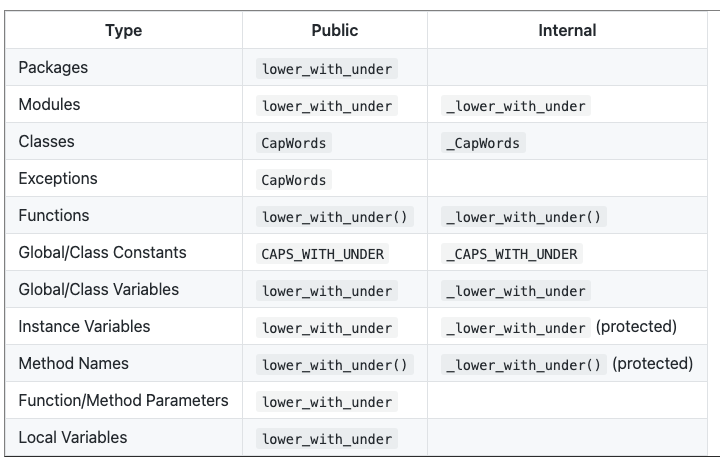 Type Public Internal
Packages lower_with_under
Modules lower_with_under _lower_with_under
Classes CapWords _CapWords
Exceptions CapWords
Functions lower_with_under() _lower_with_under()
Global/Class Constants CAPS_WITH_UNDER _CAPS_WITH_UNDER
Global/Class Variables lower_with_under _lower_with_under
Instance Variables lower_with_under _lower_with_under (protected)
Method Names lower_with_under() _lower_with_under() (protected)
Function/Method Parameters lower_with_under
Local Variables lower_with_under